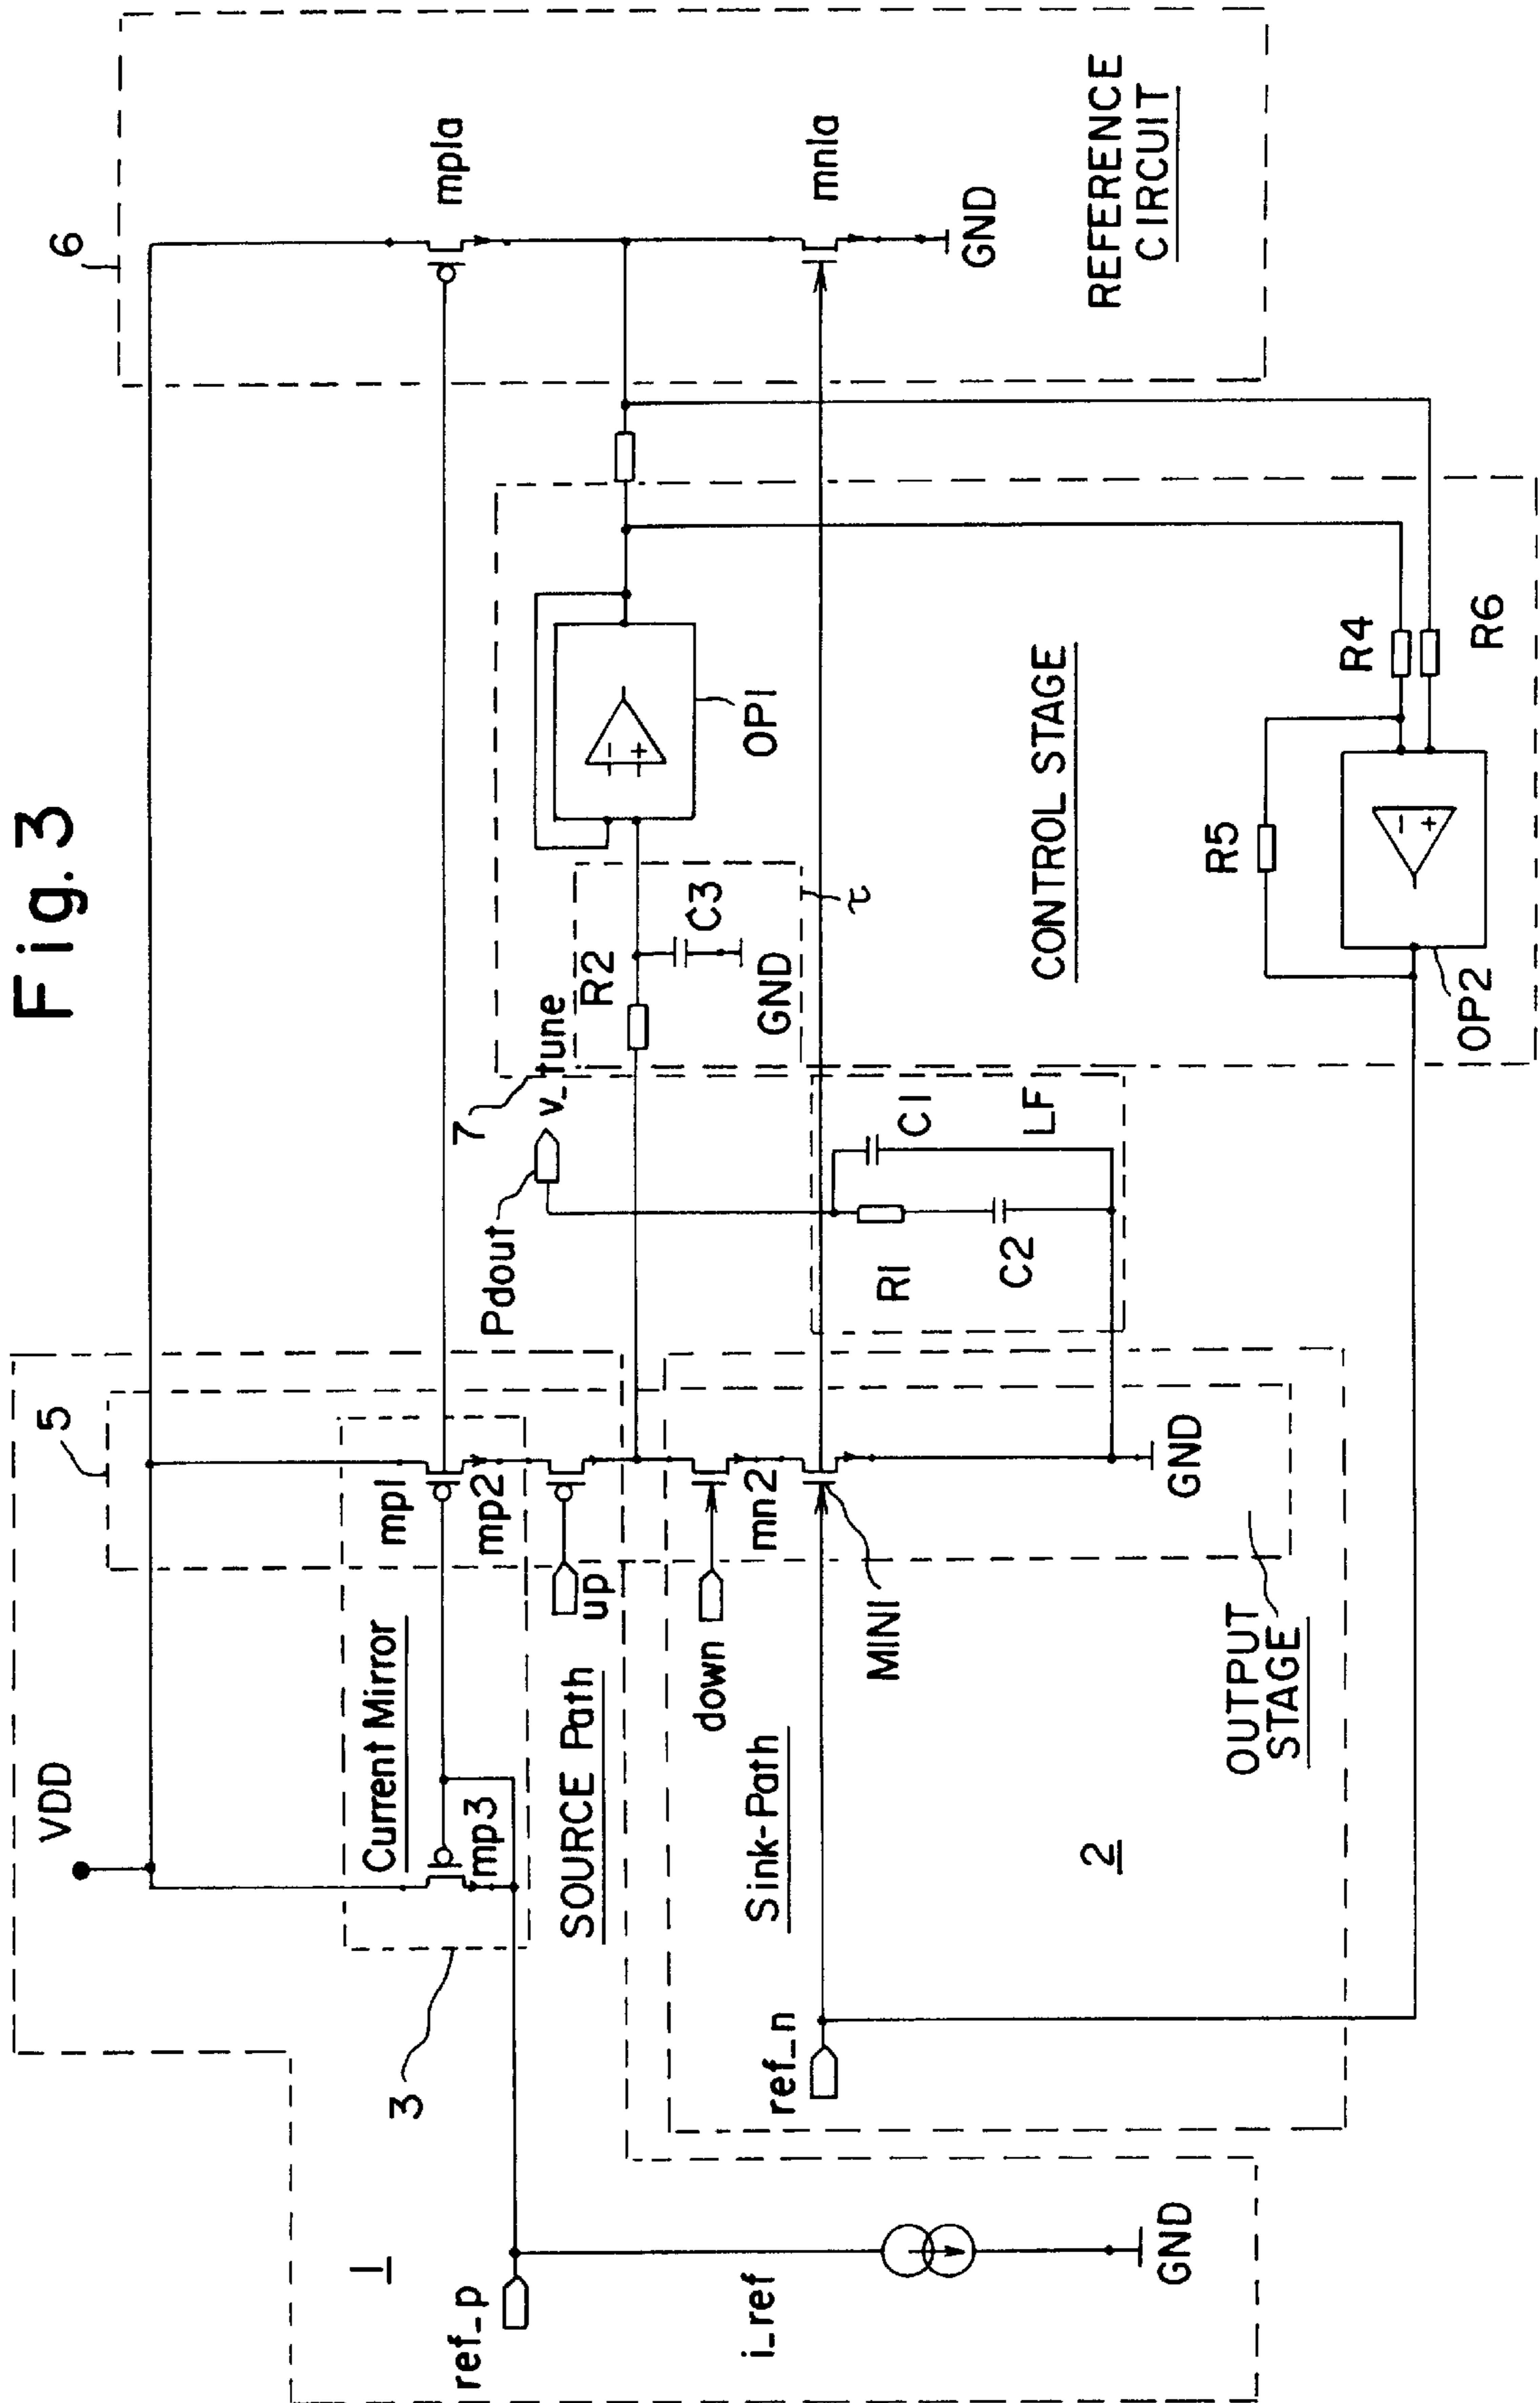 Fig. 3
VDD
5
6
Current Mirror
mp1
mp2
mp3
3
SOURCE Path
up
ref_p
1
i_ref
GND
Sink-Path
down
mn2
MINI
ref_n
2
OUTPUT
STAGE
GND
Pdout
v_tune
7
R1
C1
C2
LF
R2
C3
GND
τ
OP1
CONTROL STAGE
R4
R5
R6
OP2
mpla
mnla
GND
REFERENCE
CIRCUIT